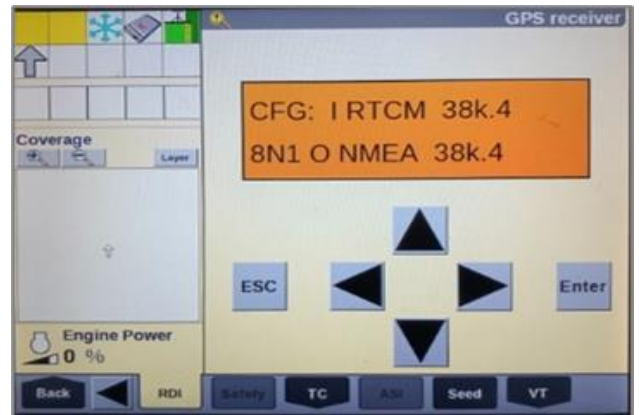 GPS receiver
CFG: I RTCM 38k.4
8N1 O NMEA 38k.4
Coverage
Layer
ESC
Enter
Engine Power
0 %
Back
RDI
Safety
TC
ASI
Seed
VT